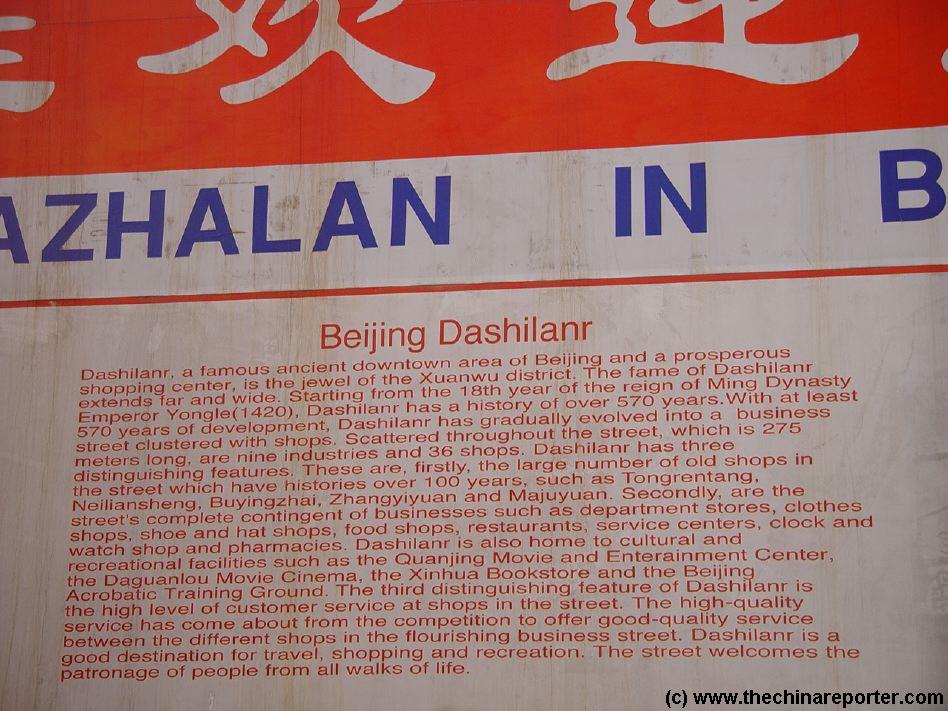 欢迎
AZHALAN IN B
Beijing Dashilanr
Dashilanr, a famous ancient downtown area of Beijing and a prosperous
shopping center, is the jewel of the Xuanwu district. The fame of Dashilanr
extends far and wide. Starting from the 18th year of the reign of Ming Dynasty
Emperor Yongle(1420), Dashilanr has a history of over 570 years.With at least
570 years of development, Dashilanr has gradually evolved into a business
street clustered with shops. Scattered throughout the street, which is 275
meters long, are nine industries and 36 shops. Dashilanr has three
distinguishing features. These are, firstly, the large number of old shops in
the street which have histories over 100 years, such as Tongrentang,
Neiliansheng, Buyingzhai, Zhangyiyuan and Majuyuan. Secondly, are the
street's complete contingent of businesses such as department stores, clothes
shops, shoe and hat shops, food shops, restaurants, service centers, clock and
watch shop and pharmacies. Dashilanr is also home to cultural and
recreational facilities such as the Quanjing Movie and Enterainment Center,
the Daguanlou Movie Cinema, the Xinhua Bookstore and the Beijing
Acrobatic Training Ground. The third distinguishing feature of Dashilanr is
the high level of customer service at shops in the street. The high-quality
service has come about from the competition to offer good-quality service
between the different shops in the flourishing business street. Dashilanr is a
good destination for travel, shopping and recreation. The street welcomes the
patronage of people from all walks of life.
(c) www.thechinareporter.com